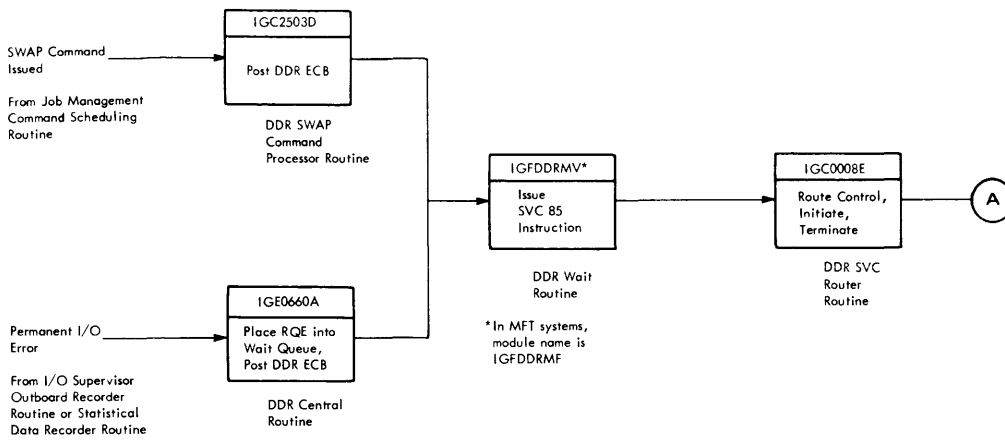 IGC2503D
SWAP Command
Issued
Post DDR ECB
From Job Management
Command Scheduling
Routine
DDR SWAP
Command
Processor Routine
IGFDDRMV*
Issue
SVC 85
Instruction
DDR Wait
Routine
*In MFT systems,
module name is
IGFDDRMF
IGC0008E
Route Control,
Initiate,
Terminate
DDR SVC
Router
Routine
A
IGE0660A
Permanent I/O
Error
Place RQE into
Wait Queue,
Post DDR ECB
From I/O Supervisor
Outboard Recorder
Routine or Statistical
Data Recorder Routine
DDR Central
Routine